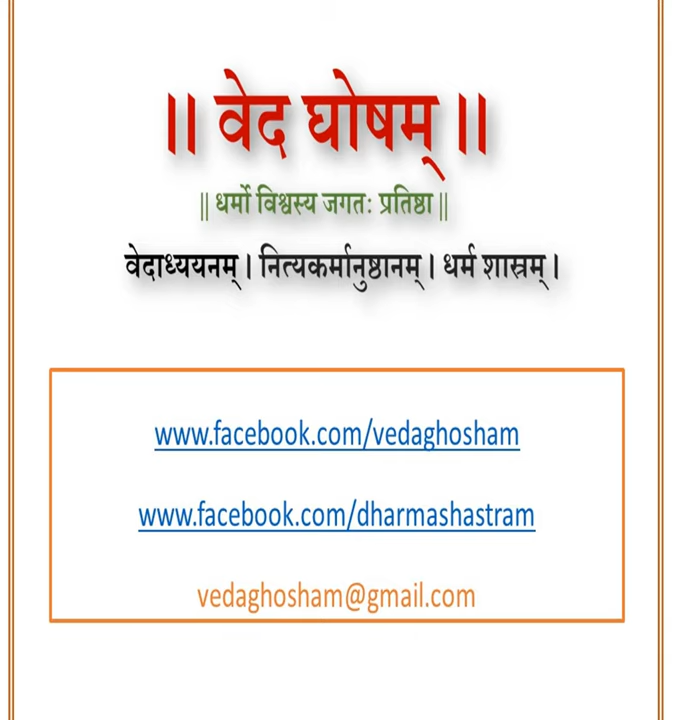 ॥ वेद घोषम् ॥
॥ धर्मो विश्वस्य जगतः प्रतिष्ठा ॥
वेदाध्ययनम् । नित्यकर्मानुष्ठानम् । धर्म शास्त्रम् ।
www.facebook.com/vedaghosham
www.facebook.com/dharmashastram
vedaghosham@gmail.com